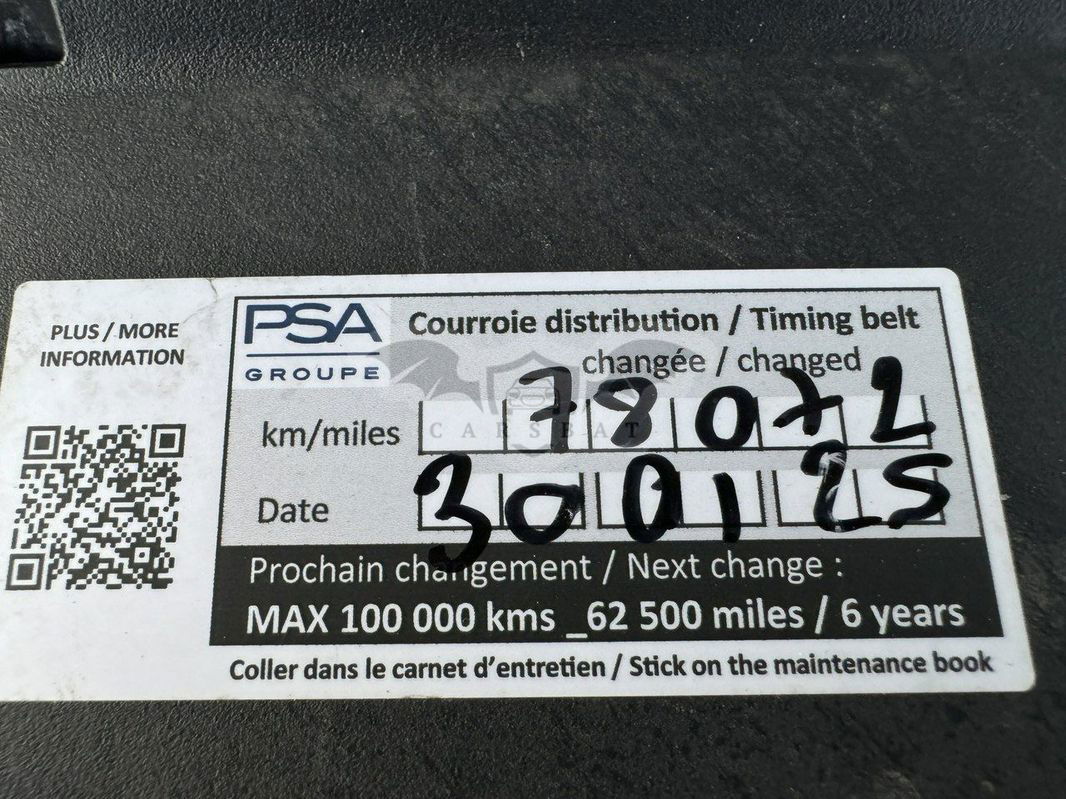 PLUS / MORE
INFORMATION
PSA
GROUPE
Courroie distribution / Timing belt
changée / changed
CARSBAT
km/miles 78072
Date 30 01 25
Prochain changement / Next change :
MAX 100 000 kms _62 500 miles / 6 years
Coller dans le carnet d'entretien / Stick on the maintenance book